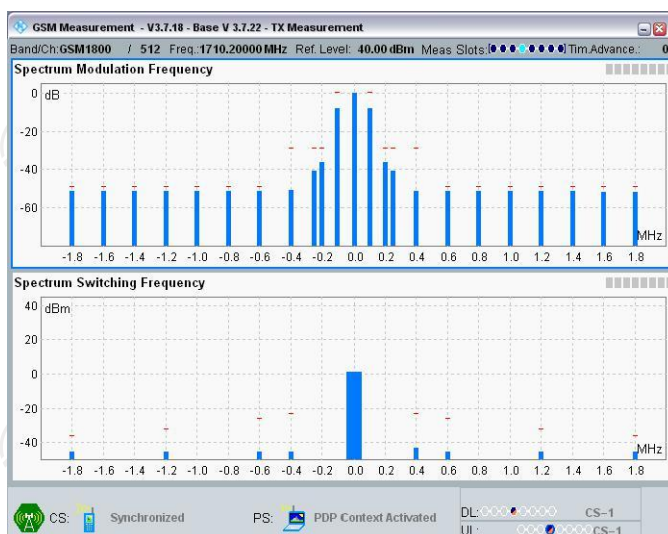 GSM Measurement - V3.7.18 - Base V 3.7.22 - TX Measurement
Band/Ch:GSM1800 / 512 Freq.:1710.20000 MHz Ref. Level: 40.00 dBm Meas Slots: Tim.Advance.: 0
Spectrum Modulation Frequency
0 dB
-20
-40
-60
MHz
-1.8 -1.6 -1.4 -1.2 -1.0 -0.8 -0.6 -0.4 -0.2 0.0 0.2 0.4 0.6 0.8 1.0 1.2 1.4 1.6 1.8
Spectrum Switching Frequency
40 dBm
20
0
-20
-40
MHz
-1.8 -1.6 -1.4 -1.2 -1.0 -0.8 -0.6 -0.4 -0.2 0.0 0.2 0.4 0.6 0.8 1.0 1.2 1.4 1.6 1.8
CS: Synchronized PS: PDP Context Activated DL: CS-1
UL: CS-1